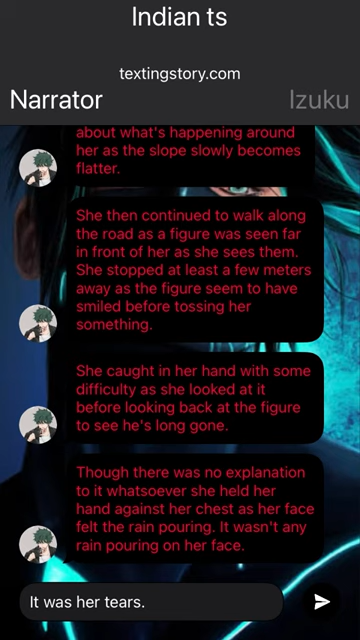 Indian ts
textingstory.com
Narrator
Izuku
about what's happening around
her as the slope slowly becomes
flatter.
She then continued to walk along
the road as a figure was seen far
in front of her as she sees them.
She stopped at least a few meters
away as the figure seem to have
smiled before tossing her
something.
She caught in her hand with some
difficulty as she looked at it
before looking back at the figure
to see he's long gone.
Though there was no explanation
to it whatsoever she held her
hand against her chest as her face
felt the rain pouring. It wasn't any
rain pouring on her face.
It was her tears.